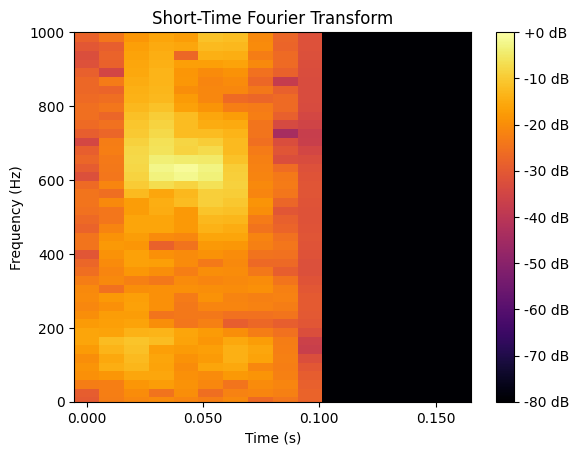 Short-Time Fourier Transform
1000
800
600
400
200
0
Frequency (Hz)
0.000
0.050
0.100
0.150
Time (s)
+0 dB
-10 dB
-20 dB
-30 dB
-40 dB
-50 dB
-60 dB
-70 dB
-80 dB